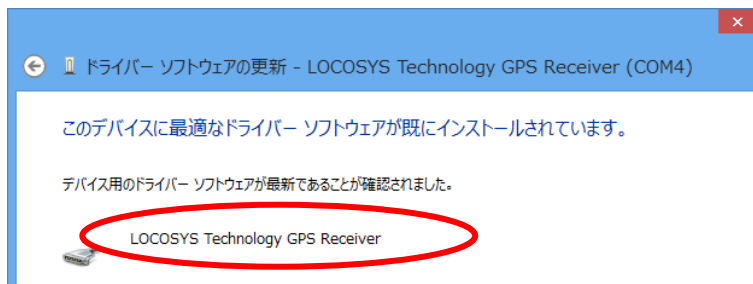 ドライバー ソフトウェアの更新 - LOCOSYS Technology GPS Receiver (COM4)
このデバイスに最適なドライバー ソフトウェアが既にインストールされています。
デバイス用のドライバー ソフトウェアが最新であることが確認されました。
LOCOSYS Technology GPS Receiver